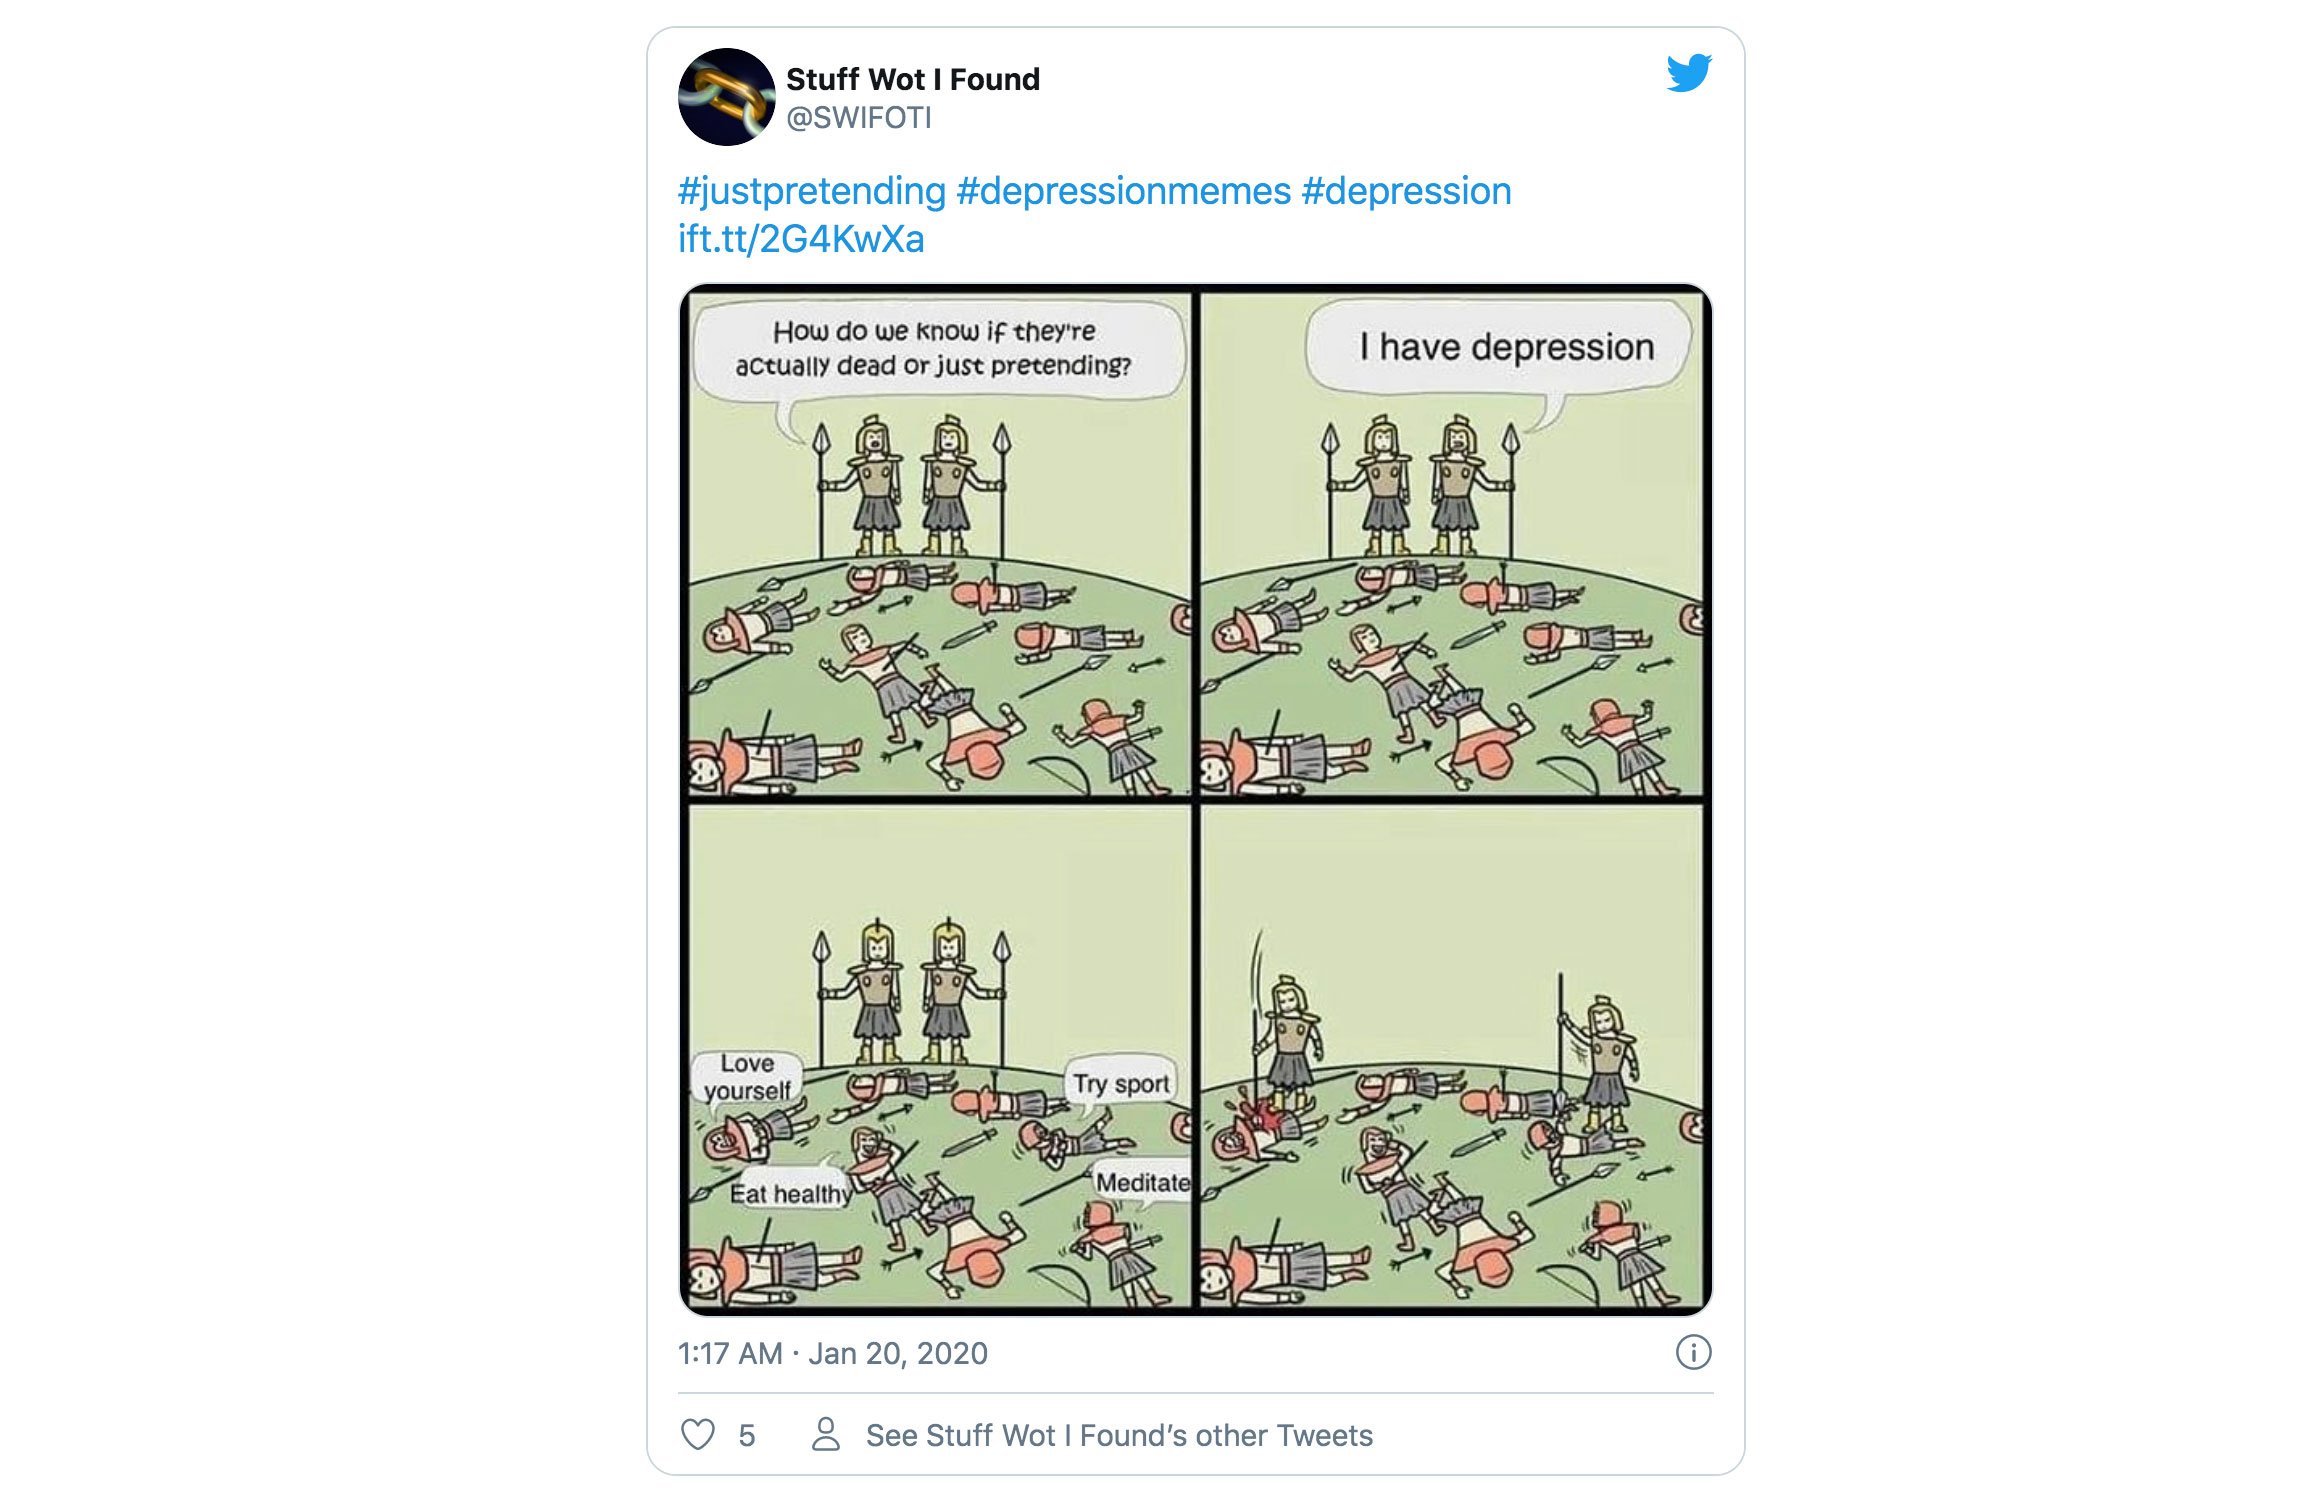 Stuff Wot I Found
@SWIFOTI
#justpretending #depressionmemes #depression
ift.tt/2G4KwXa
How do we know if they're
actually dead or just pretending?
I have depression
Love
yourself
Try sport
Eat healthy
Meditate
1:17 AM · Jan 20, 2020
5
See Stuff Wot I Found’s other Tweets